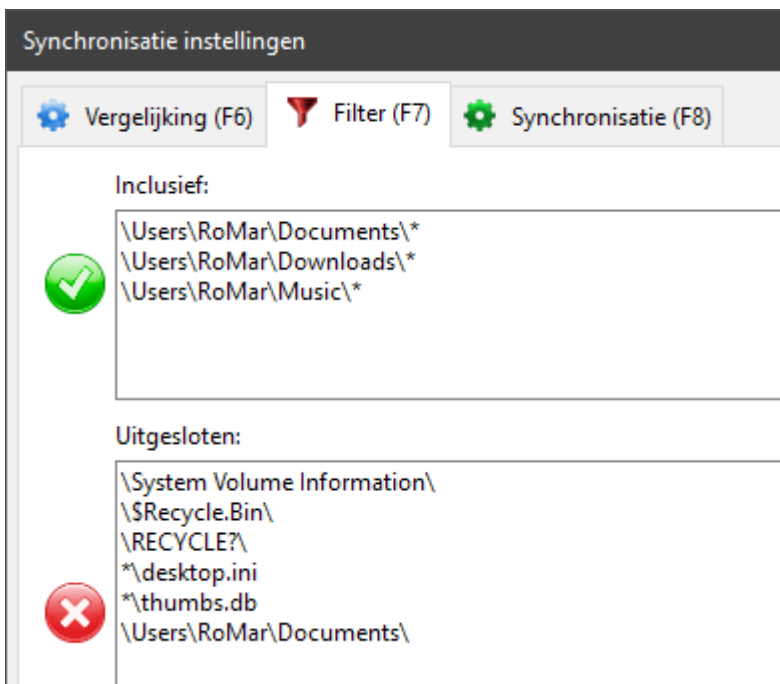 Synchronisatie instellingen
Vergelijking (F6)
Filter (F7)
Synchronisatie (F8)
Inclusief:
\Users\RoMar\Documents\*
\Users\RoMar\Downloads\*
\Users\RoMar\Music\*
Uitgesloten:
\System Volume Information\
\$Recycle.Bin\
\RECYCLE?\
*\desktop.ini
*\thumbs.db
\Users\RoMar\Documents\